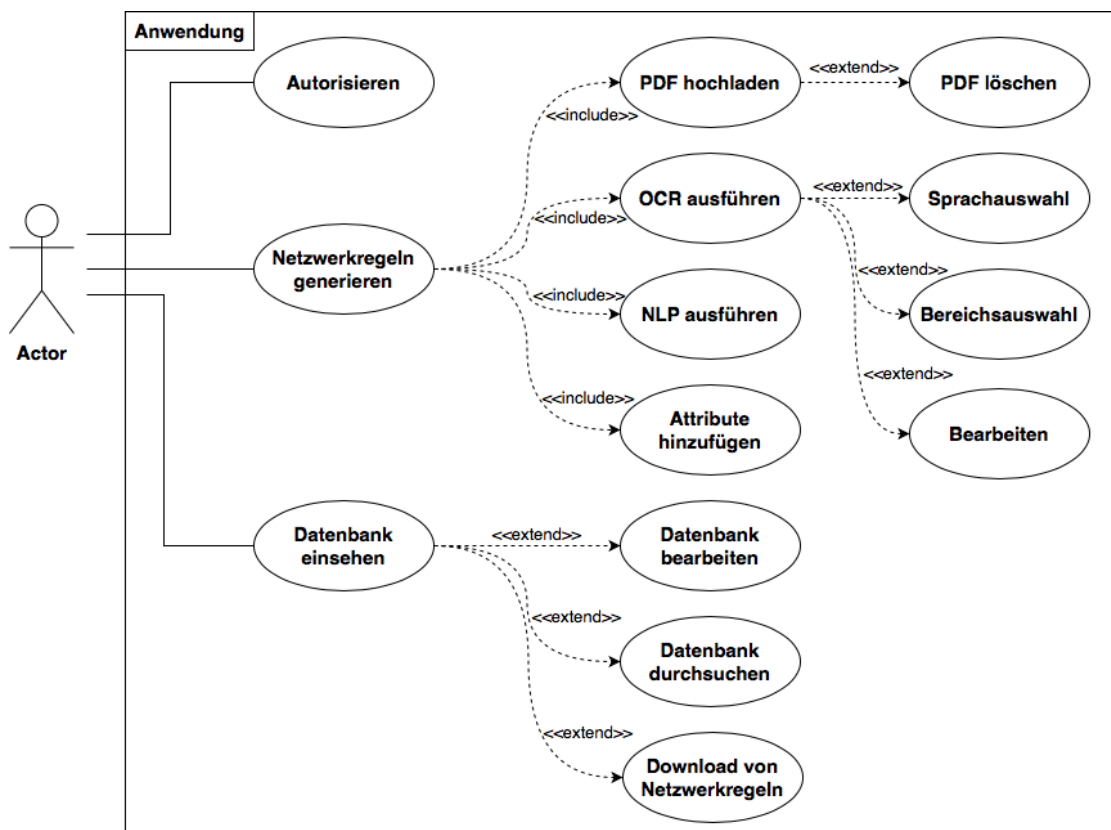 Anwendung
Autorisieren
PDF hochladen
<<extend>>
PDF löschen
<<include>>
OCR ausführen
<<extend>>
Sprachauswahl
<<include>>
Netzwerkregeln
generieren
<<extend>>
<<include>>
NLP ausführen
Bereichsauswahl
Actor
<<extend>>
<<include>>
Attribute
hinzufügen
Bearbeiten
Datenbank
einsehen
<<extend>>
Datenbank
bearbeiten
<<extend>>
Datenbank
durchsuchen
<<extend>>
Download von
Netzwerkregeln